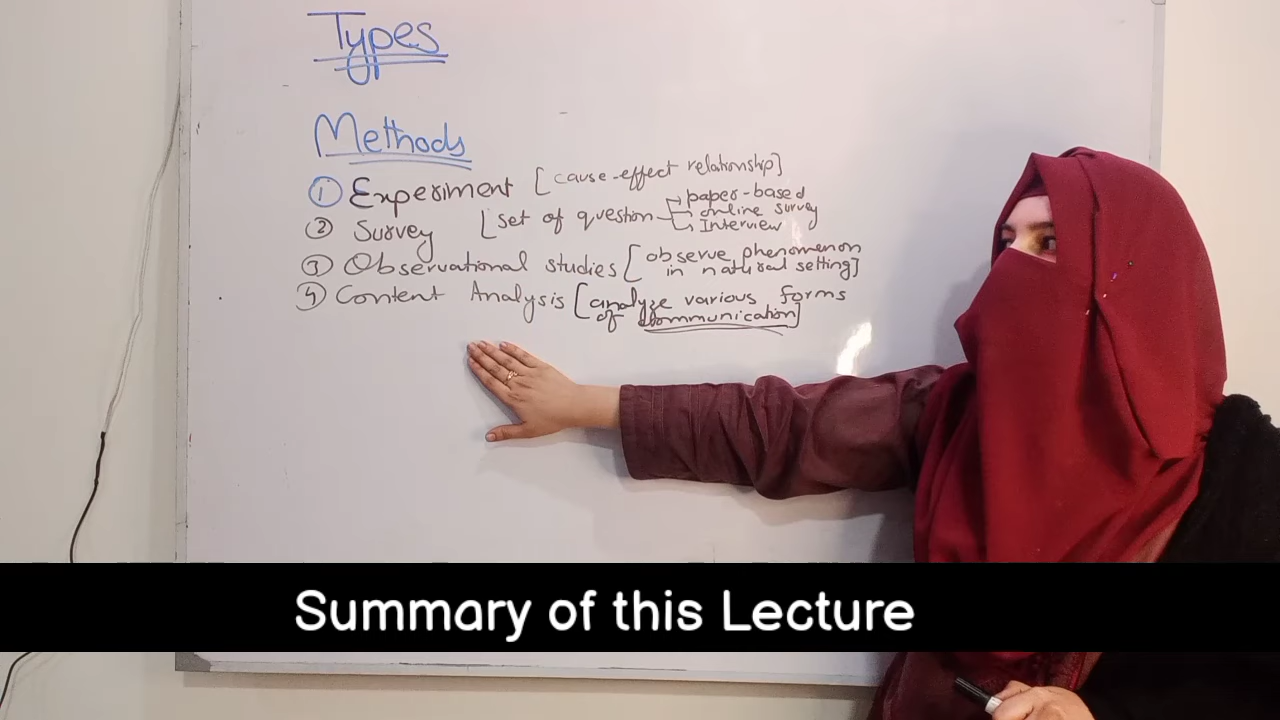 Types
Methods
① Experiment [cause-effect relationship]
② Survey [set of question → paper-based
→ online survey
→ Interview
③ Observational studies [observe phenomenon
in natural setting]
④ Content Analysis [analyze various forms
of communication]
Summary of this Lecture